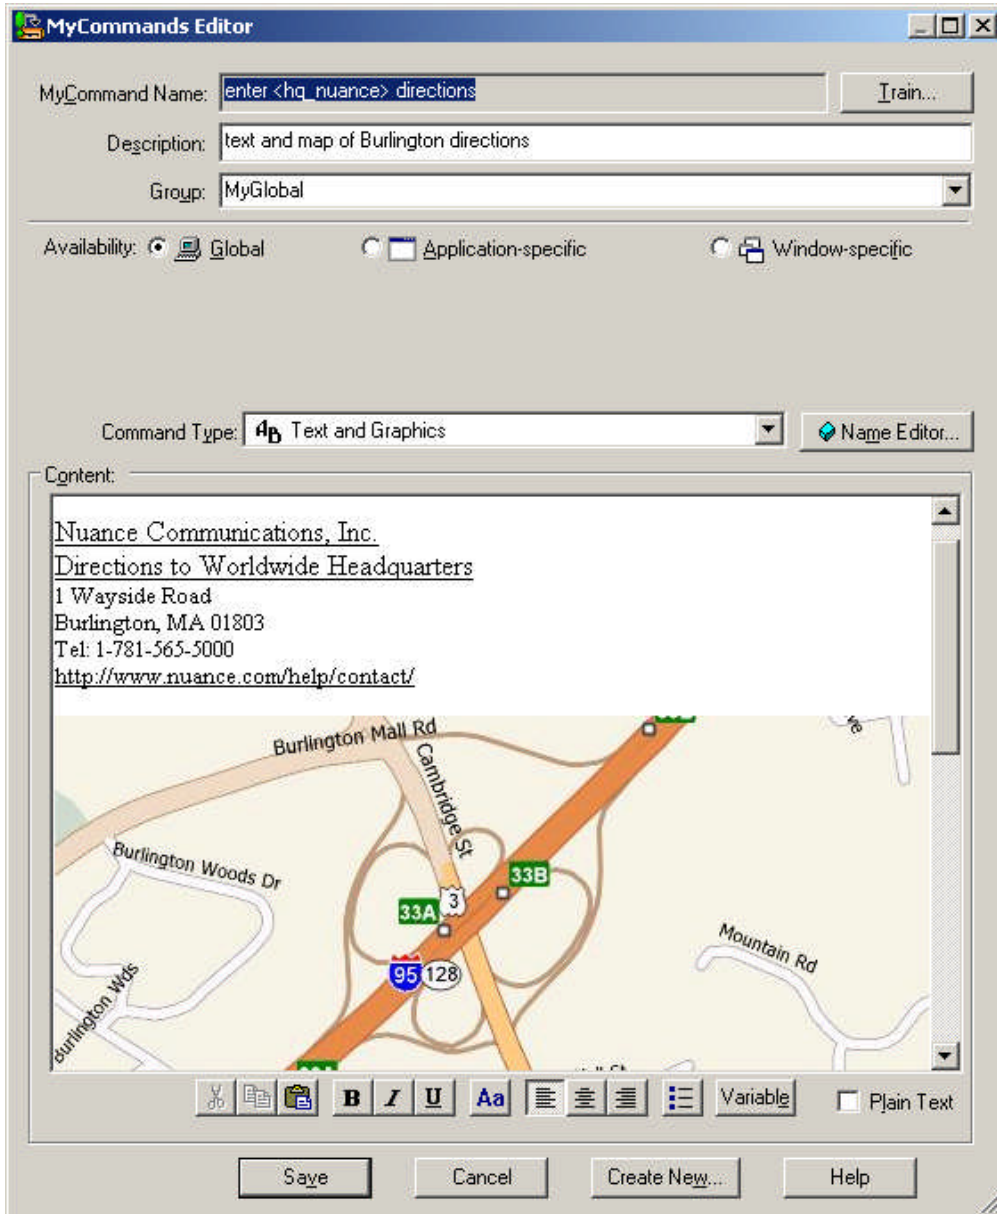 MyCommands Editor
MyCommand Name: enter <hq_nuance> directions Train...
Description: text and map of Burlington directions
Group: MyGlobal
Availability: Global Application-specific Window-specific
Command Type: Text and Graphics Name Editor...
Content:
Nuance Communications, Inc.
Directions to Worldwide Headquarters
1 Wayside Road
Burlington, MA 01803
Tel: 1-781-565-5000
http://www.nuance.com/help/contact/
Burlington Mall Rd
Cambridge St
Burlington Woods Dr
33B
3
33A
Mountain Rd
95 128
Burlington Wds
B I U Aa Variable Plain Text
Save Cancel Create New... Help